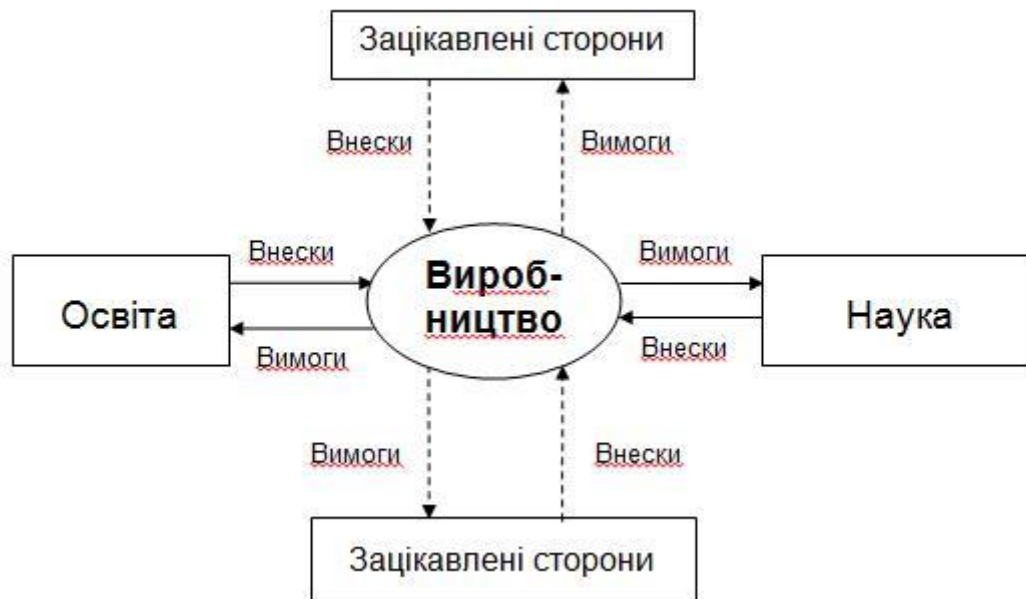 Зацікавлені сторони
Внески
Вимоги
Внески
Вироб-
ництво
Вимоги
Освіта
Наука
Вимоги
Внески
Вимоги
Внески
Зацікавлені сторони